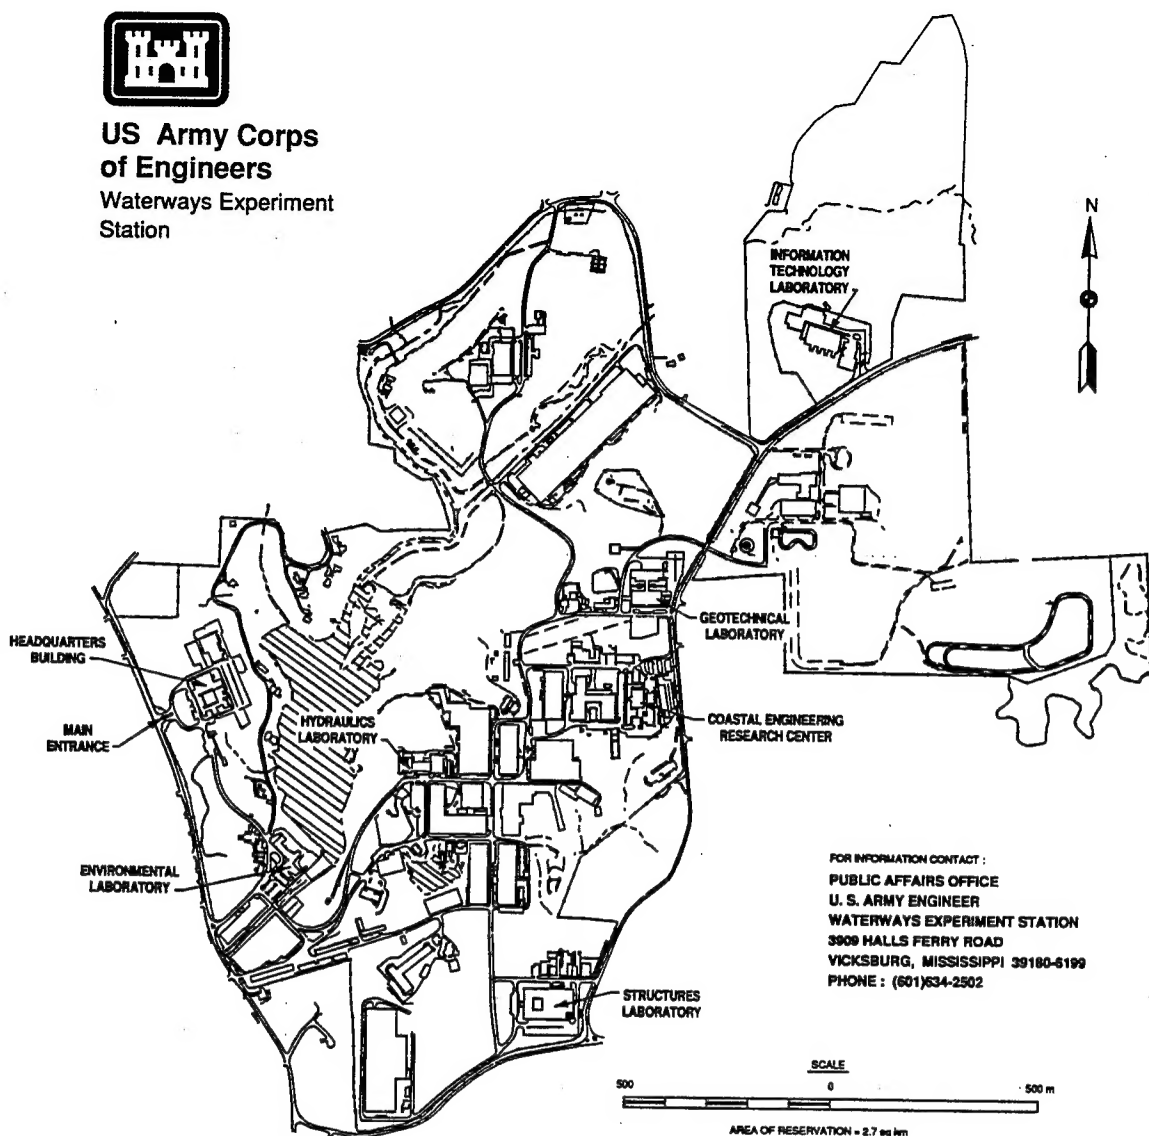 US Army Corps
of Engineers
Waterways Experiment
Station
N
INFORMATION
TECHNOLOGY
LABORATORY
GEOTECHNICAL
LABORATORY
HEADQUARTERS
BUILDING
MAIN
ENTRANCE
HYDRAULICS
LABORATORY
COASTAL ENGINEERING
RESEARCH CENTER
ENVIRONMENTAL
LABORATORY
STRUCTURES
LABORATORY
FOR INFORMATION CONTACT :
PUBLIC AFFAIRS OFFICE
U. S. ARMY ENGINEER
WATERWAYS EXPERIMENT STATION
3909 HALLS FERRY ROAD
VICKSBURG, MISSISSIPPI 39180-6199
PHONE : (601)634-2502
SCALE
500 0 500 m
AREA OF RESERVATION = 2.7 sq km